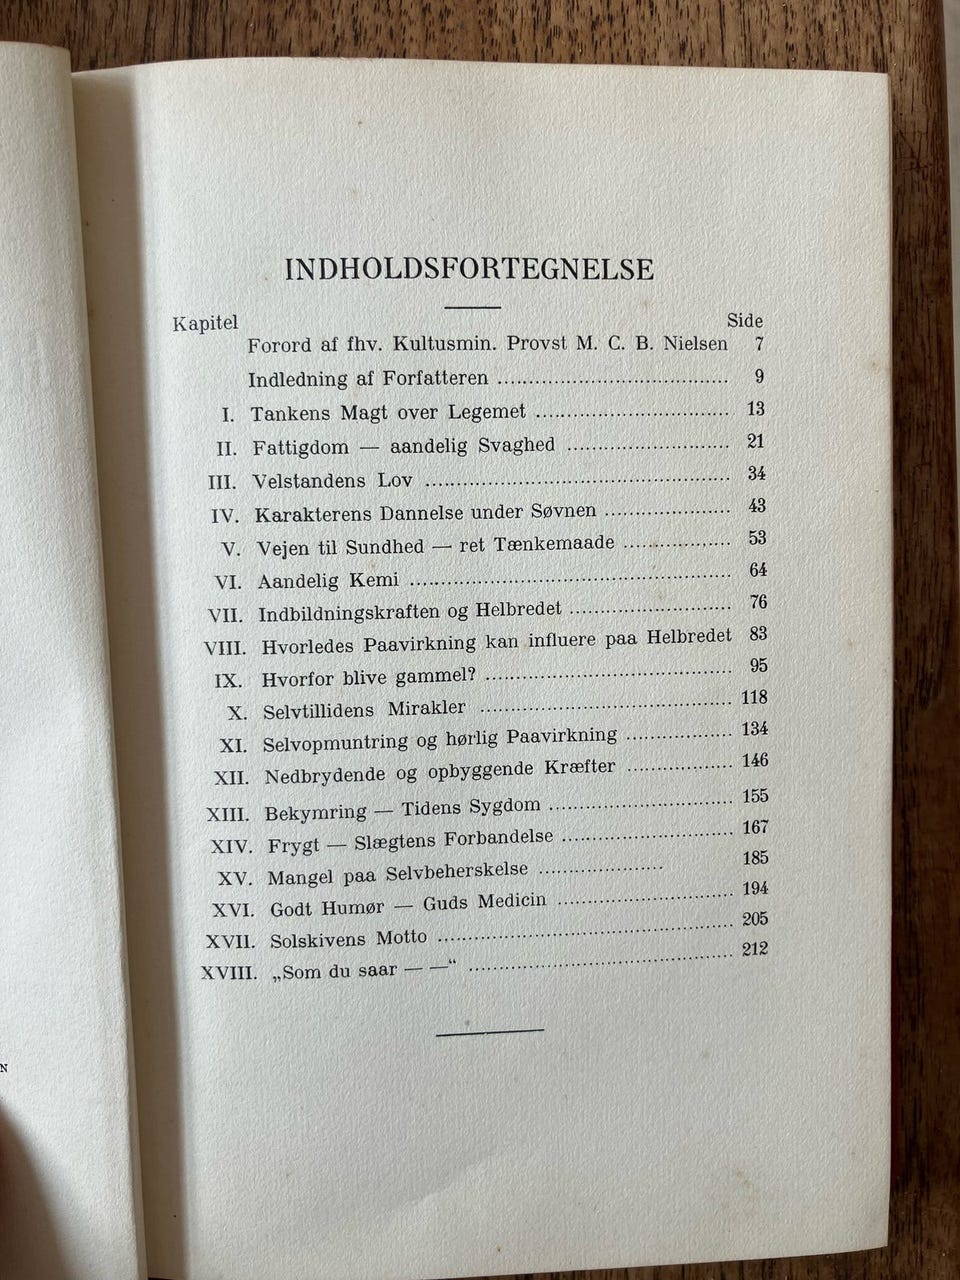 INDHOLDSFORTEGNELSE
Kapitel Side
Forord af fhv. Kultusmin. Provst M. C. B. Nielsen 7
Indledning af Forfatteren ..................................... 9
I. Tankens Magt over Legemet ............................... 13
II. Fattigdom — aandelig Svaghed .......................... 21
III. Velstandens Lov ................................................ 34
IV. Karakterens Dannelse under Søvnen .................... 43
V. Vejen til Sundhed — ret Tænkemaade ................. 53
VI. Aandelig Kemi ................................................... 64
VII. Indbildningskraften og Helbredet .......................... 76
VIII. Hvorledes Paavirkning kan influere paa Helbredet 83
IX. Hvorfor blive gammel? ....................................... 95
X. Selvtillidens Mirakler ........................................ 118
XI. Selvopmuntring og hørlig Paavirkning ................. 134
XII. Nedbrydende og opbyggende Kræfter ................. 146
XIII. Bekymring — Tidens Sygdom ............................. 155
XIV. Frygt — Slægtens Forbandelse ........................... 167
XV. Mangel paa Selvbeherskelse .................... 185
XVI. Godt Humør — Guds Medicin ............................ 194
XVII. Solskivens Motto ............................................... 205
XVIII. „Som du saar — —“ .......................................... 212
N